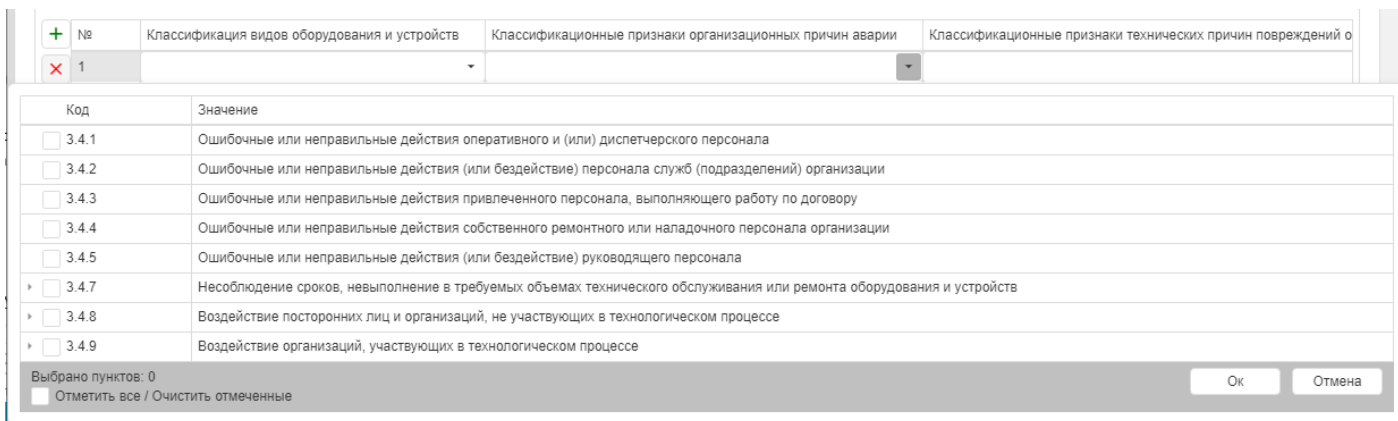 № Классификация видов оборудования и устройств Классификационные признаки организационных причин аварии Классификационные признаки технических причин повреждений о
1
Код Значение
3.4.1 Ошибочные или неправильные действия оперативного и (или) диспетчерского персонала
3.4.2 Ошибочные или неправильные действия (или бездействие) персонала служб (подразделений) организации
3.4.3 Ошибочные или неправильные действия привлеченного персонала, выполняющего работу по договору
3.4.4 Ошибочные или неправильные действия собственного ремонтного или наладочного персонала организации
3.4.5 Ошибочные или неправильные действия (или бездействие) руководящего персонала
3.4.7 Несоблюдение сроков, невыполнение в требуемых объемах технического обслуживания или ремонта оборудования и устройств
3.4.8 Воздействие посторонних лиц и организаций, не участвующих в технологическом процессе
3.4.9 Воздействие организаций, участвующих в технологическом процессе
Выбрано пунктов: 0
Отметить все / Очистить отмеченные
Ок Отмена